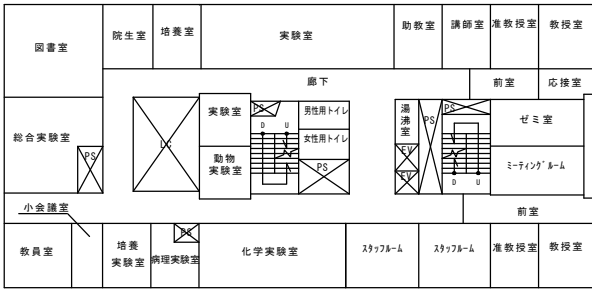 図書室
院生室
培養室
実験室
助教室
講師室
准教授室
教授室
廊下
前室
応接室
総合実験室
PS
LC
実験室
動物
実験室
PS
D
U
男性用トイレ
女性用トイレ
PS
湯沸室
EV
EV
PS
PS
D
U
ゼミ室
ミーティングルーム
小会議室
前室
教員室
培養
実験室
PS
病理実験室
化学実験室
スタッフルーム
スタッフルーム
准教授室
教授室